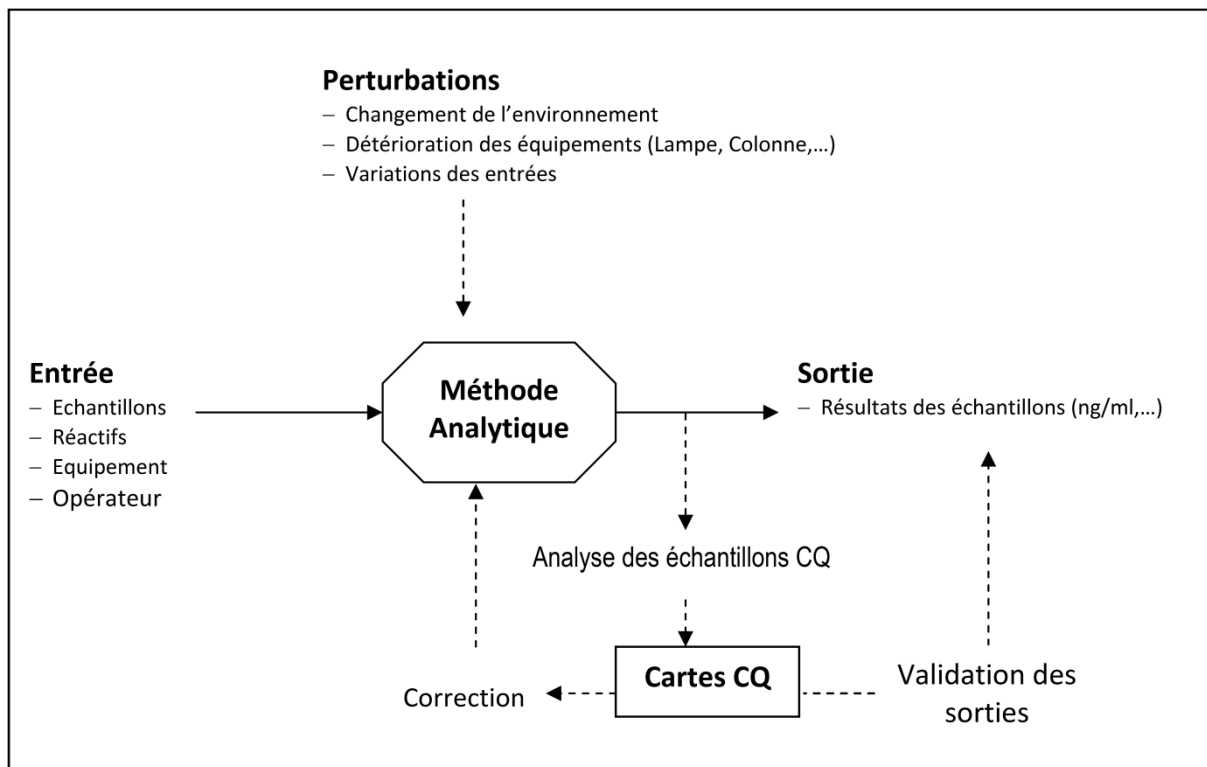 Perturbations
– Changement de l’environnement
– Détérioration des équipements (Lampe, Colonne,…)
– Variations des entrées
Entrée
– Echantillons
– Réactifs
– Equipement
– Opérateur
Méthode
Analytique
Sortie
– Résultats des échantillons (ng/ml,…)
Analyse des échantillons CQ
Correction
Cartes CQ
Validation des
sorties